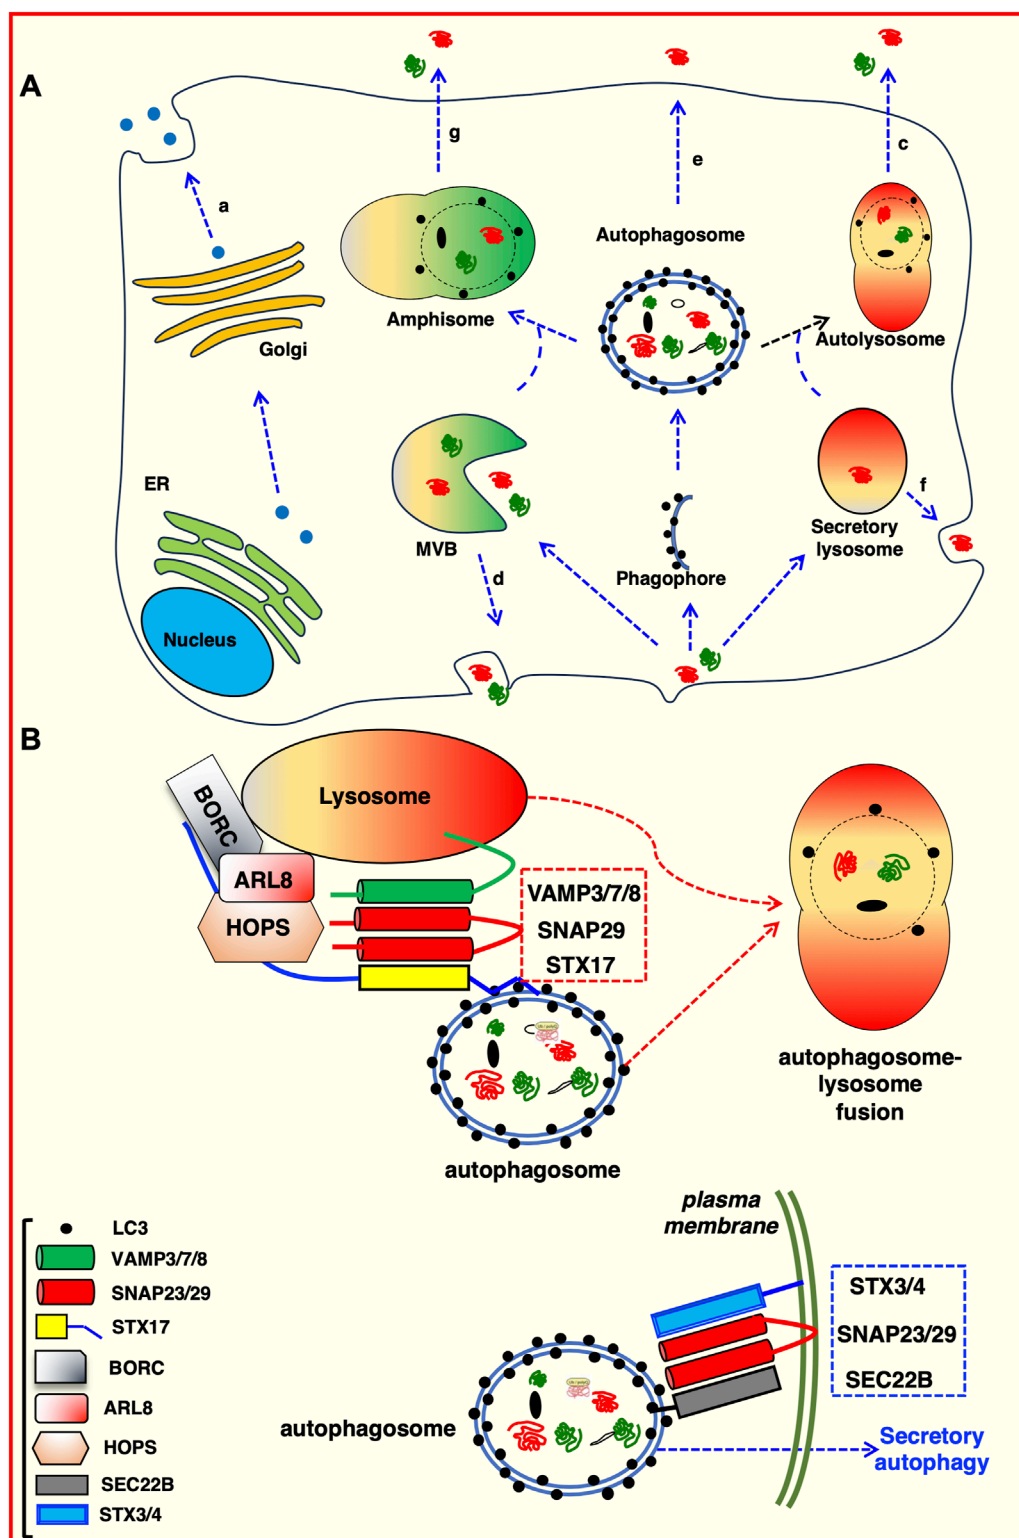 A
g
e
c
a
Autophagosome
Golgi
Amphisome
Autolysosome
ER
MVB
f
Secretory
lysosome
d
Phagophore
Nucleus
B
BORC
Lysosome
ARL8
HOPS
VAMP3/7/8
SNAP29
STX17
autophagosome-
lysosome
fusion
autophagosome
plasma
membrane
LC3
VAMP3/7/8
SNAP23/29
STX17
BORC
ARL8
HOPS
SEC22B
STX3/4
STX3/4
SNAP23/29
SEC22B
autophagosome
Secretory
autophagy